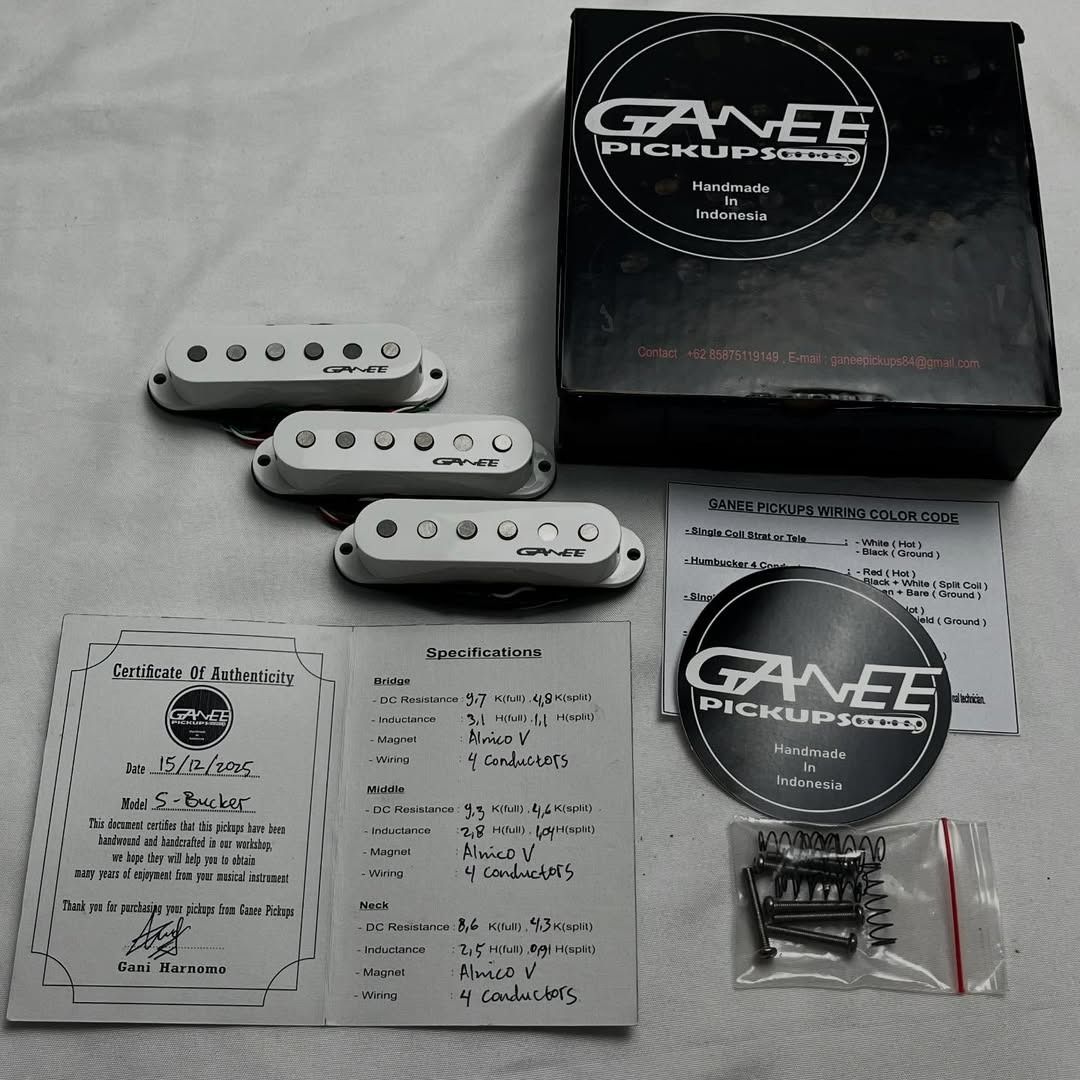 GANEE
PICKUPS
Handmade
In
Indonesia
Contact : +62 85875119149 , E-mail : ganeepickups84@gmail.com
GANEE
GANEE
GANEE
GANEE PICKUPS WIRING COLOR CODE
- Single Coil Strat or Tele : - White ( Hot )
- Black ( Ground )
- Humbucker 4 : - Red ( Hot )
Black + White ( Split Coil )
+ Bare ( Ground )
( Ground )
technician.
GANEE
PICKUPS
Handmade
In
Indonesia
Certificate Of Authenticity
GANEE
PICKUPS
Handmade
In
Indonesia
Date 15/12/2025
Model S-Bucker
This document certifies that this pickups have been
handwound and handcrafted in our workshop,
we hope they will help you to obtain
many years of enjoyment from your musical instrument
Thank you for purchasing your pickups from Ganee Pickups
Gani Harnomo
Specifications
Bridge
- DC Resistance : 9,7 K(full) , 4,8 K(split)
- Inductance : 3,1 H(full) , 1,1 H(split)
- Magnet : Alnico V
- Wiring : 4 conductors
Middle
- DC Resistance : 9,3 K(full) , 4,6 K(split)
- Inductance : 2,8 H(full) , 1,04 H(split)
- Magnet : Alnico V
- Wiring : 4 conductors
Neck
- DC Resistance : 8,6 K(full) , 4,3 K(split)
- Inductance : 2,5 H(full) , 0,91 H(split)
- Magnet : Alnico V
- Wiring : 4 conductors